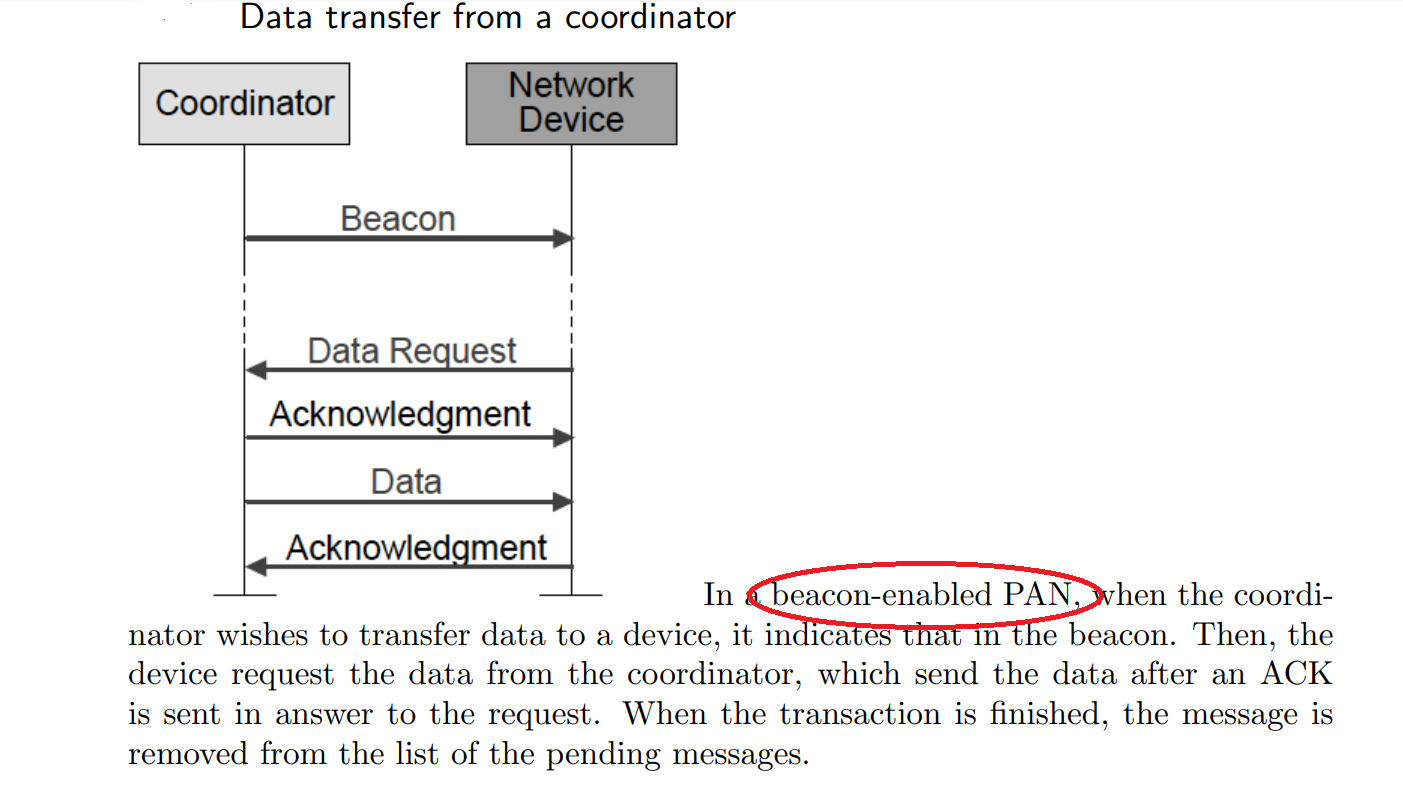 Data transfer from a coordinator
Coordinator
Network
Device
Beacon
Data Request
Acknowledgment
Data
Acknowledgment
In a beacon-enabled PAN, when the coordi-
nator wishes to transfer data to a device, it indicates that in the beacon. Then, the
device request the data from the coordinator, which send the data after an ACK
is sent in answer to the request. When the transaction is finished, the message is
removed from the list of the pending messages.